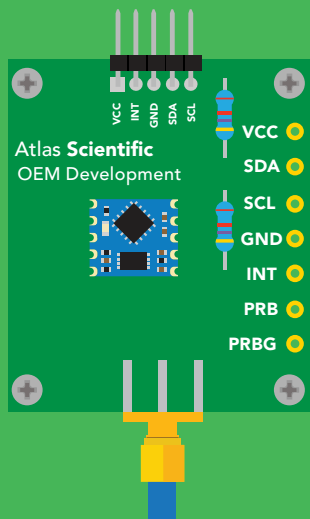 VCC
INT
GND
SDA
SCL
Atlas Scientific
OEM Development
VCC
SDA
SCL
GND
INT
PRB
PRBG